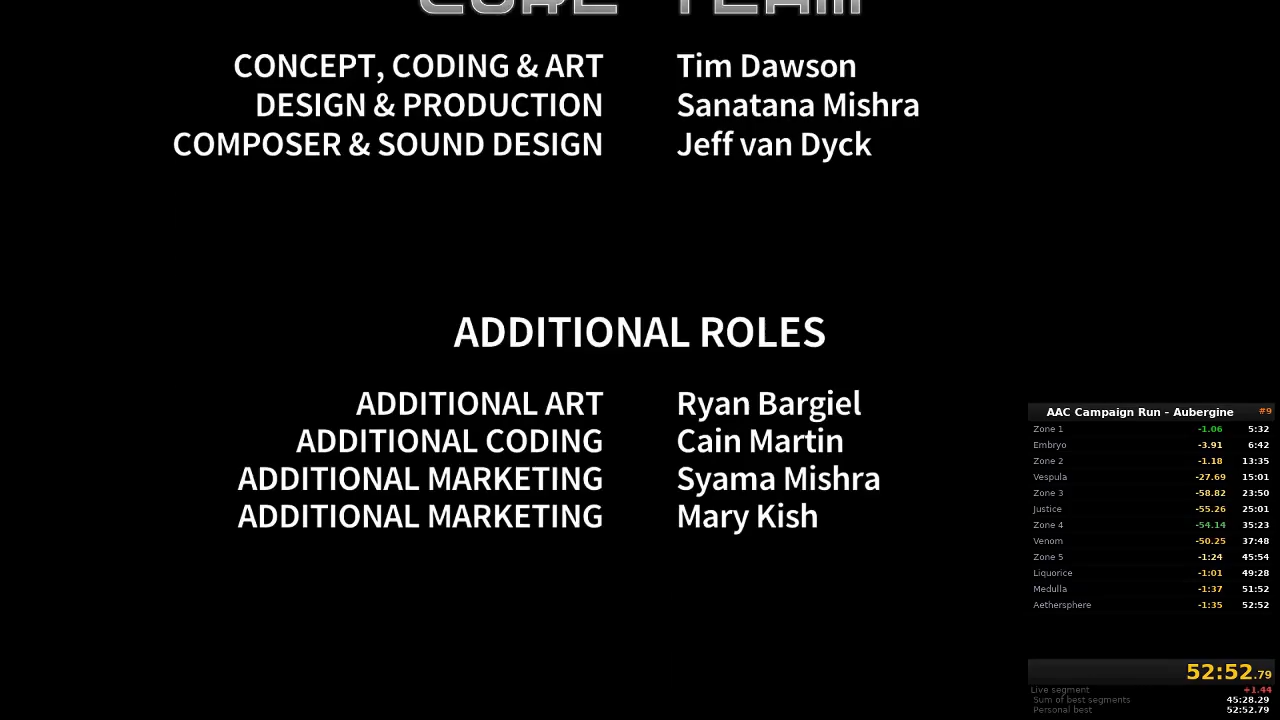 CORE TEAM
CONCEPT, CODING & ART Tim Dawson
DESIGN & PRODUCTION Sanatana Mishra
COMPOSER & SOUND DESIGN Jeff van Dyck
ADDITIONAL ROLES
ADDITIONAL ART Ryan Bargiel
ADDITIONAL CODING Cain Martin
ADDITIONAL MARKETING Syama Mishra
ADDITIONAL MARKETING Mary Kish
AAC Campaign Run - Aubergine #9
Zone 1 -1.06 5:32
Embryo -3.91 6:42
Zone 2 -1.18 13:35
Vespula -27.69 15:01
Zone 3 -58.82 23:50
Justice -55.26 25:01
Zone 4 -54.14 35:23
Venom -50.25 37:48
Zone 5 -1:24 45:54
Liquorice -1:01 49:28
Medulla -1:37 51:52
Aethersphere -1:35 52:52
52:52.79
Live segment +1.44
Sum of best segments 45:28.29
Personal best 52:52.79